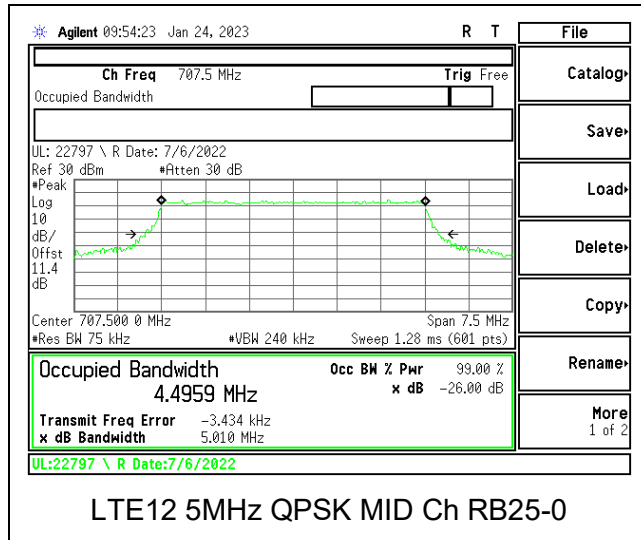 Agilent 09:54:23 Jan 24, 2023 R T File
Ch Freq 707.5 MHz Trig Free
Occupied Bandwidth
Catalog
Save
UL: 22797 \ R Date: 7/6/2022
Ref 30 dBm #Atten 30 dB
#Peak
Log
10
dB/
Offst
11.4
dB
Load
Delete
Copy
Center 707.500 0 MHz Span 7.5 MHz
#Res BW 75 kHz #VBW 240 kHz Sweep 1.28 ms (601 pts)
Occupied Bandwidth Occ BW % Pwr 99.00 %
4.4959 MHz x dB -26.00 dB
Rename
Transmit Freq Error -3.434 kHz
x dB Bandwidth 5.010 MHz
More
1 of 2
UL:22797 \ R Date:7/6/2022
LTE12 5MHz QPSK MID Ch RB25-0